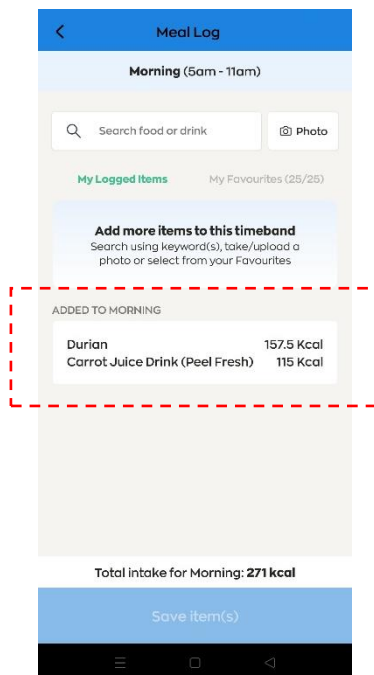 Meal Log
Morning (5am - 11am)
Search food or drink
Photo
My Logged Items My Favourites (25/25)
Add more items to this timeband
Search using keyword(s), take/upload a
photo or select from your Favourites
ADDED TO MORNING
Durian 157.5 Kcal
Carrot Juice Drink (Peel Fresh) 115 Kcal
Total intake for Morning: 271 kcal
Save item(s)